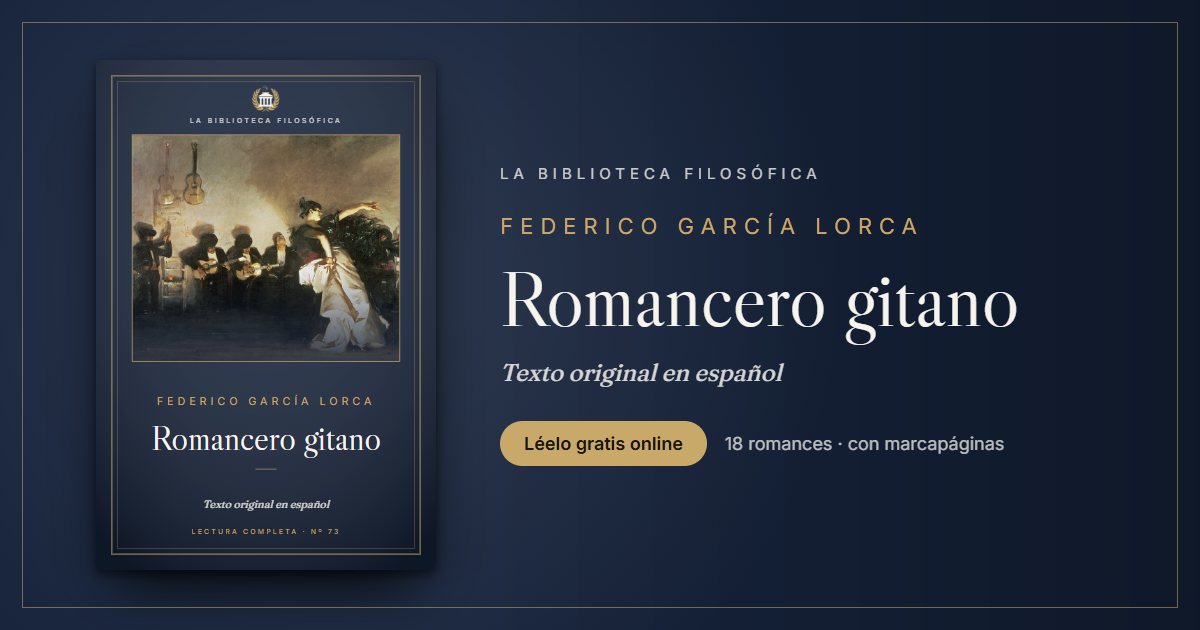 LA BIBLIOTECA FILOSÓFICA
FEDERICO GARCÍA LORCA
Romancero gitano
Texto original en español
LECTURA COMPLETA · Nº 73
LA BIBLIOTECA FILOSÓFICA
FEDERICO GARCÍA LORCA
Romancero gitano
Texto original en español
Léelo gratis online
18 romances · con marcapáginas